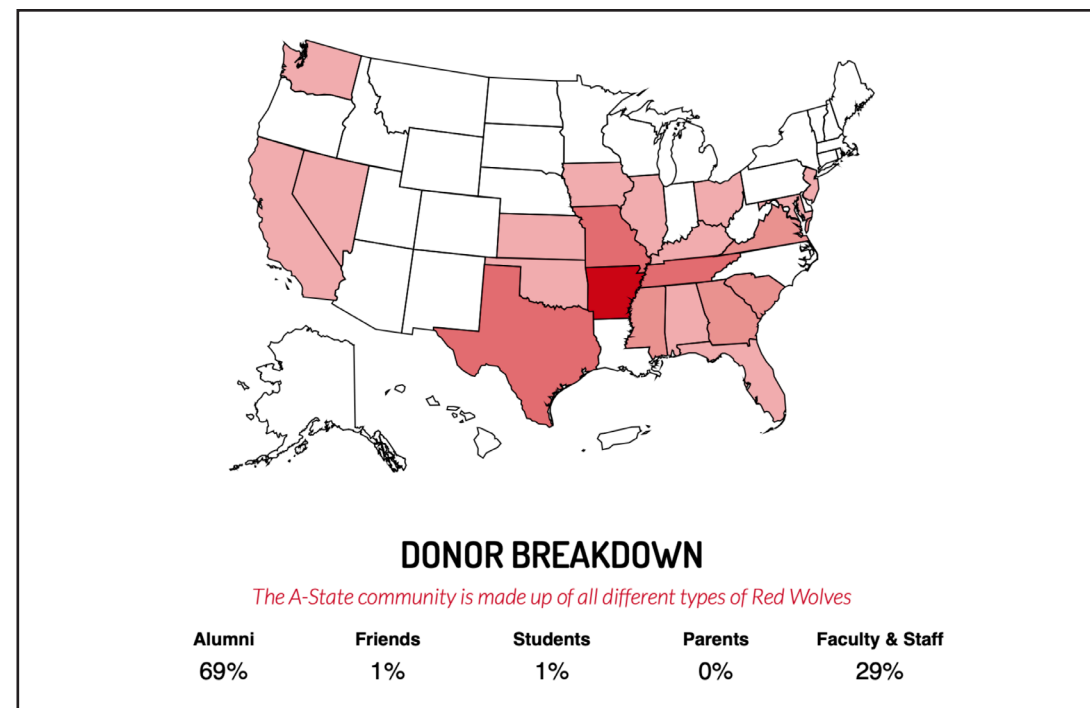 DONOR BREAKDOWN
The A-State community is made up of all different types of Red Wolves
Alumni Friends Students Parents Faculty & Staff
69% 1% 1% 0% 29%